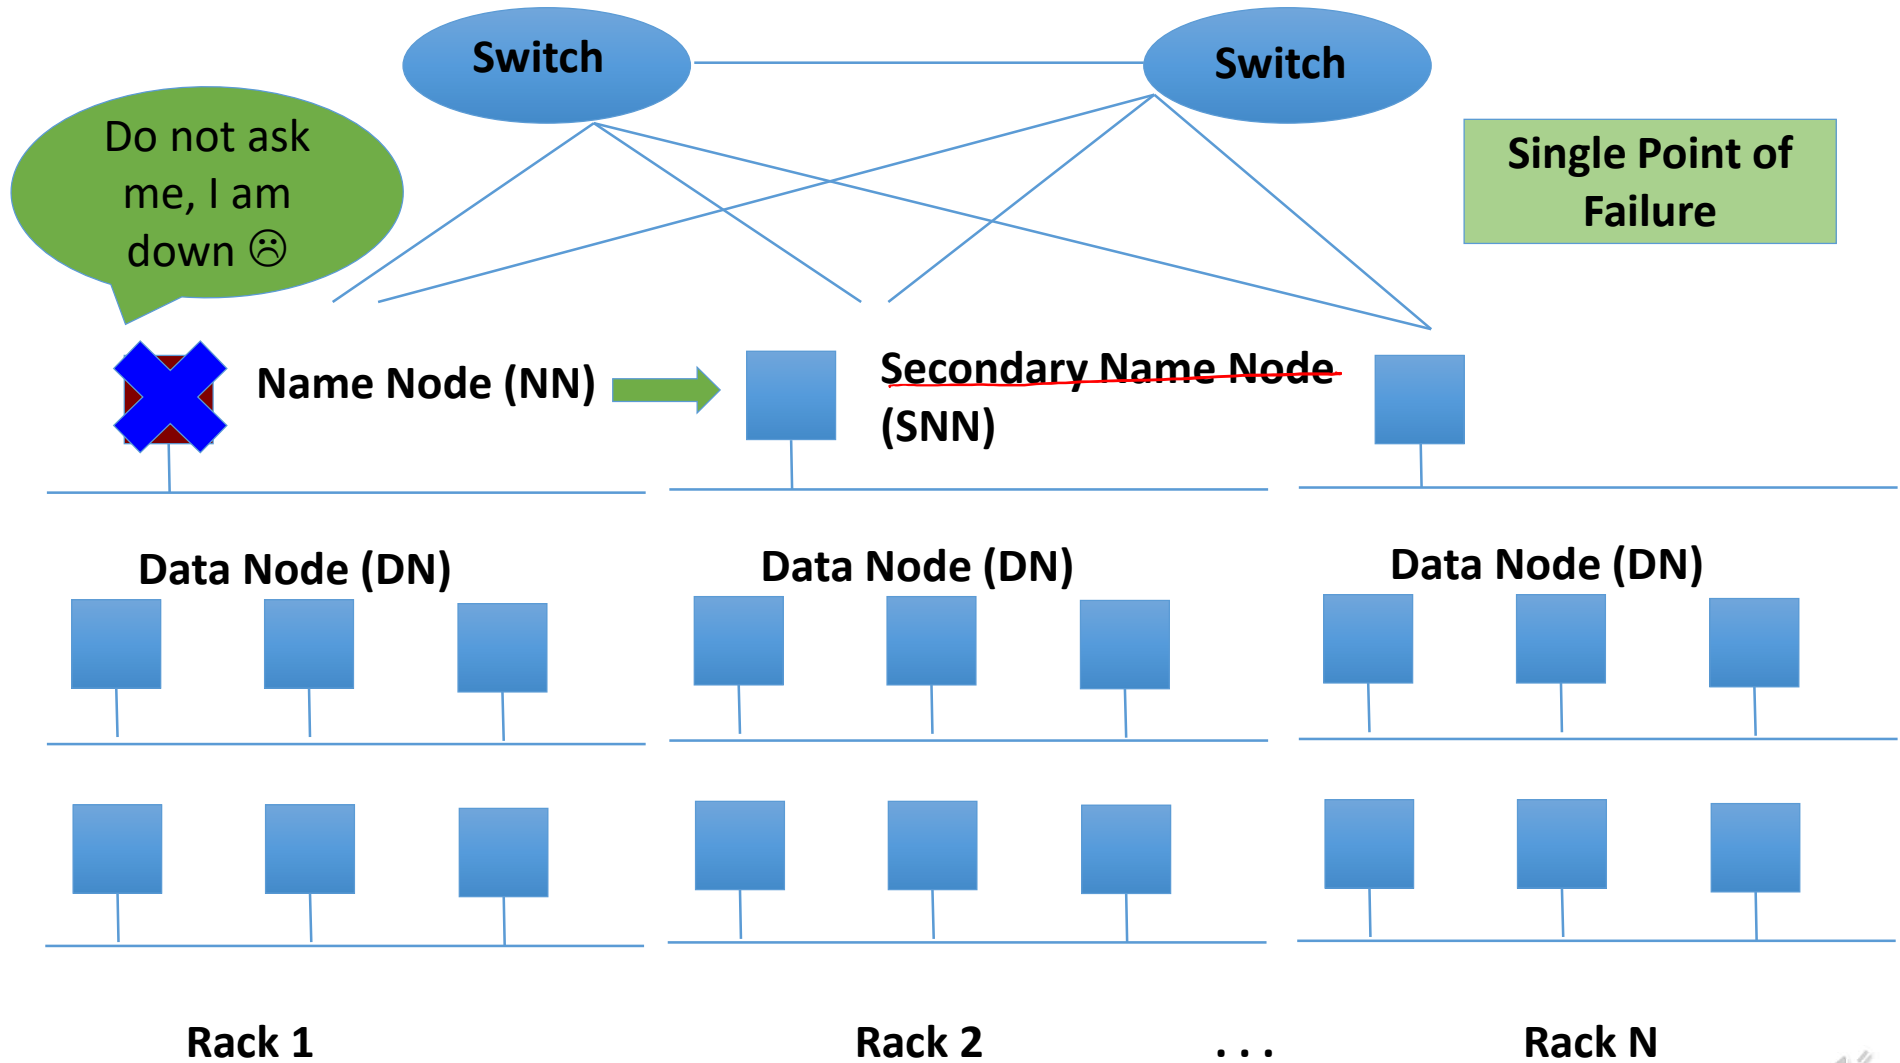 Switch
Switch
Do not ask
me, I am
down ☹
Single Point of
Failure
Name Node (NN)
Secondary Name Node
(SNN)
Data Node (DN)
Data Node (DN)
Data Node (DN)
Rack 1
Rack 2
. . .
Rack N